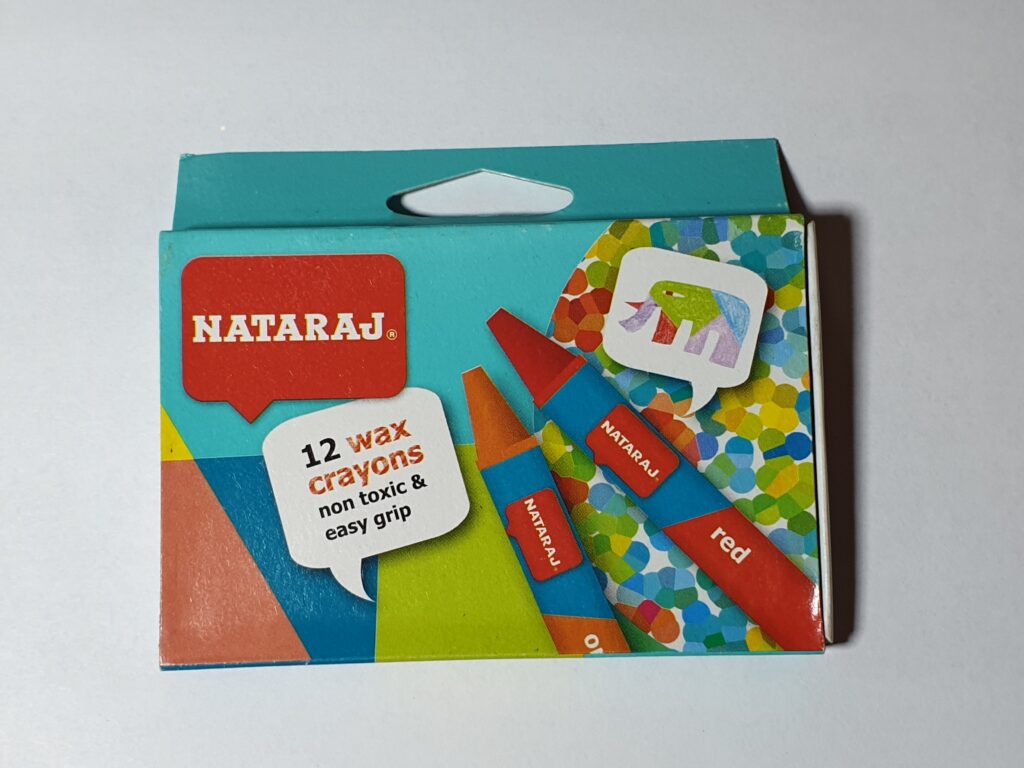 NATARAJ®
12 wax
crayons
non toxic &
easy grip
NATARAJ®
NATARAJ®
red